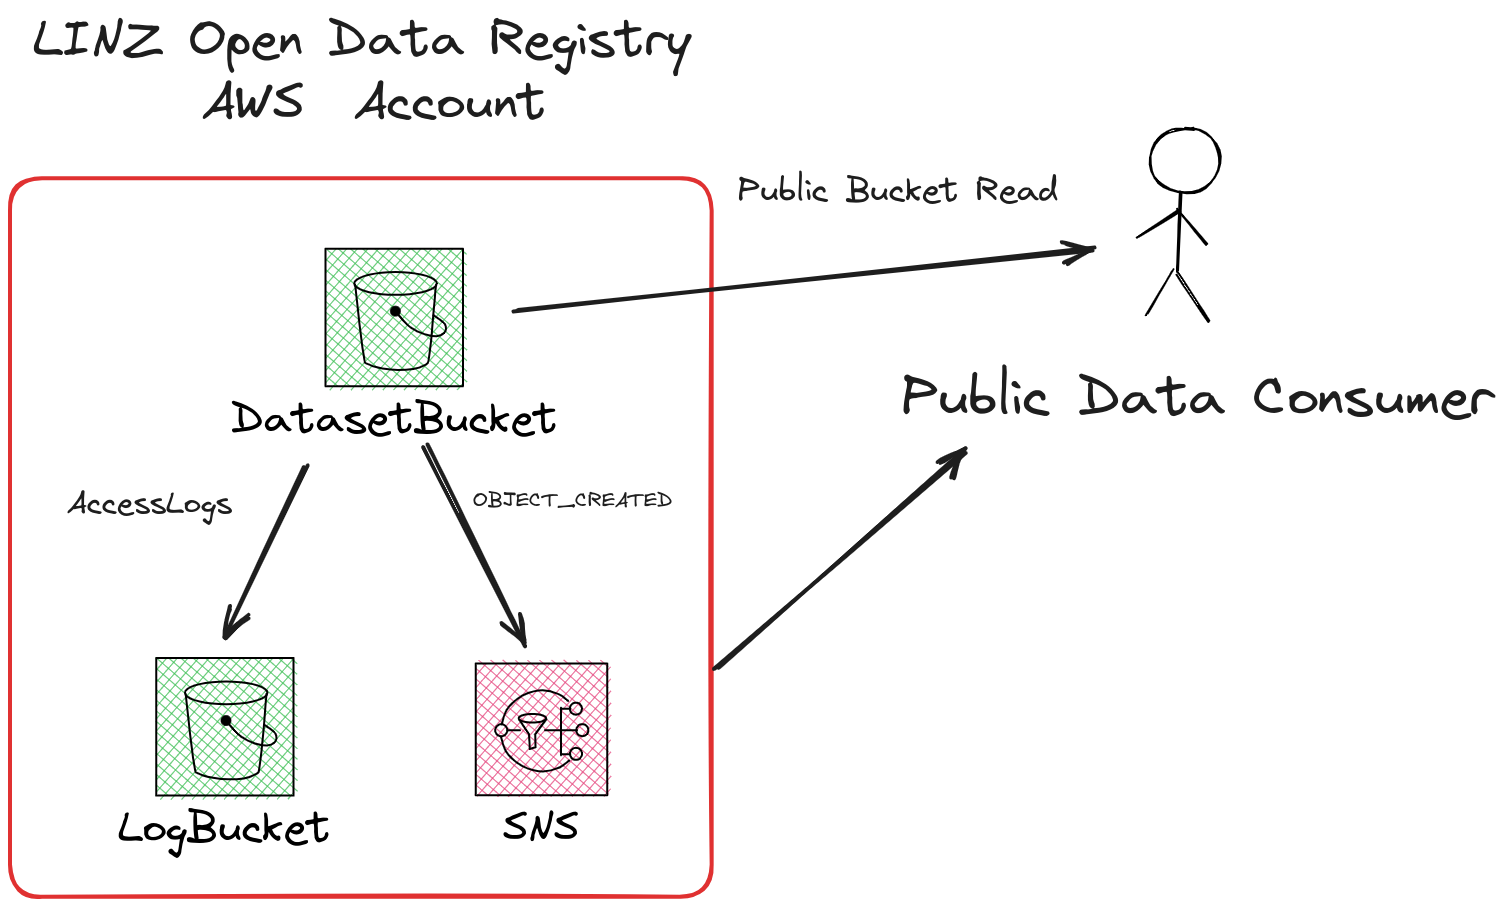 LINZ Open Data Registry
AWS Account
Public Bucket Read
DatasetBucket
Public Data Consumer
AccessLogs
OBJECT_CREATED
LogBucket
SNS